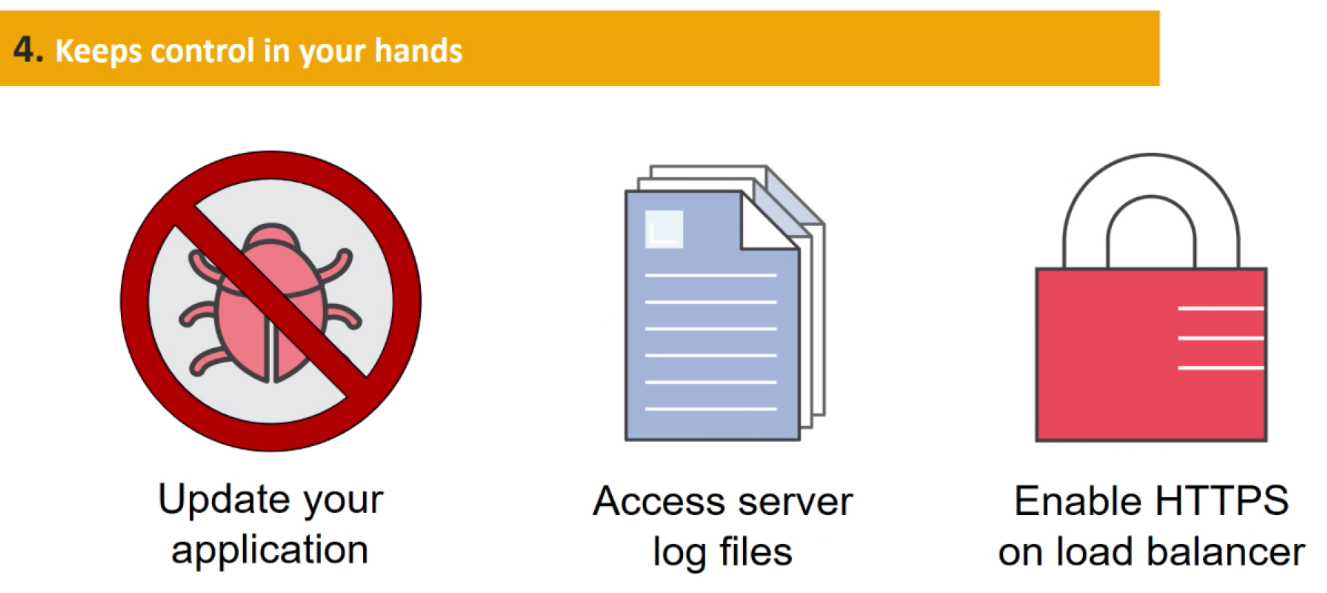 4. Keeps control in your hands
Update your
application
Access server
log files
Enable HTTPS
on load balancer